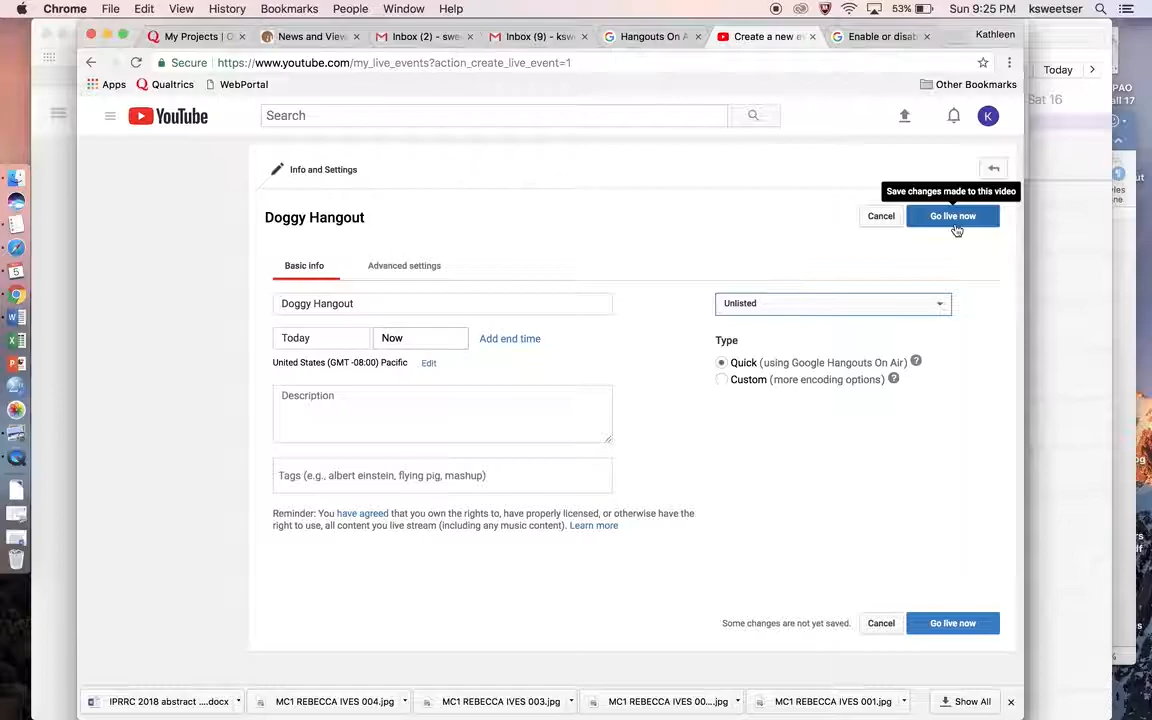 Chrome File Edit View History Bookmarks People Window Help 53% Sun 9:25 PM ksweetser
My Projects | Q News and View Inbox (2) - swe Inbox (9) - ksw Hangouts On A Create a new e Enable or disab Kathleen
Secure https://www.youtube.com/my_live_events?action_create_live_event=1 Today
Apps Qualtrics WebPortal Other Bookmarks
Sat 16
YouTube Search K
Info and Settings
Save changes made to this video
Doggy Hangout Cancel Go live now
Basic info Advanced settings
Doggy Hangout Unlisted
Today Now Add end time Type
United States (GMT -08:00) Pacific Edit Quick (using Google Hangouts On Air) ?
Custom (more encoding options) ?
Description
Tags (e.g., albert einstein, flying pig, mashup)
Reminder: You have agreed that you own the rights to, have properly licensed, or otherwise have the
right to use, all content you live stream (including any music content). Learn more
Some changes are not yet saved. Cancel Go live now
IPRRC 2018 abstract ....docx MC1 REBECCA IVES 004.jpg MC1 REBECCA IVES 003.jpg MC1 REBECCA IVES 00....jpg MC1 REBECCA IVES 001.jpg Show All